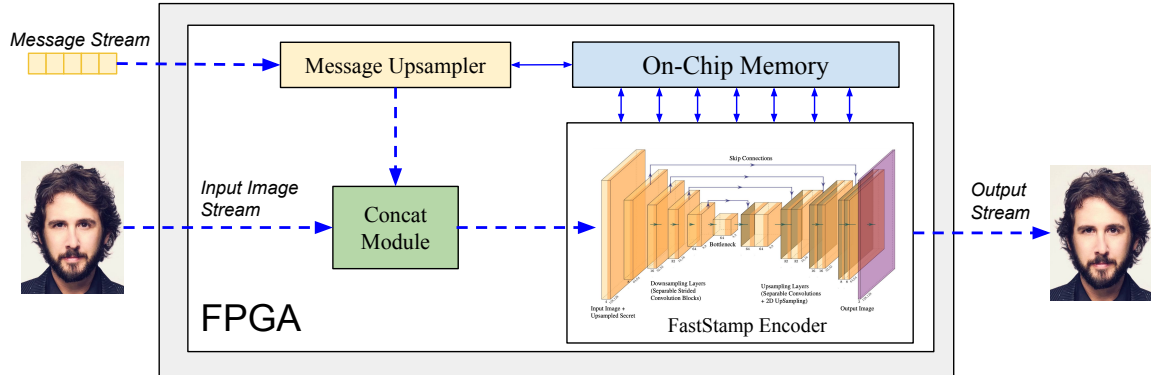 Message Stream
Message Upsampler
On-Chip Memory
Input Image
Stream
Concat
Module
Skip Connections
Bottleneck
Downsampling Layers
(Separable Strided
Convolution Blocks)
Upsampling Layers
(Separable Convolutions
+ 2D UpSampling)
Input Image +
Upsampled Secret
Output Image
FastStamp Encoder
Output
Stream
FPGA